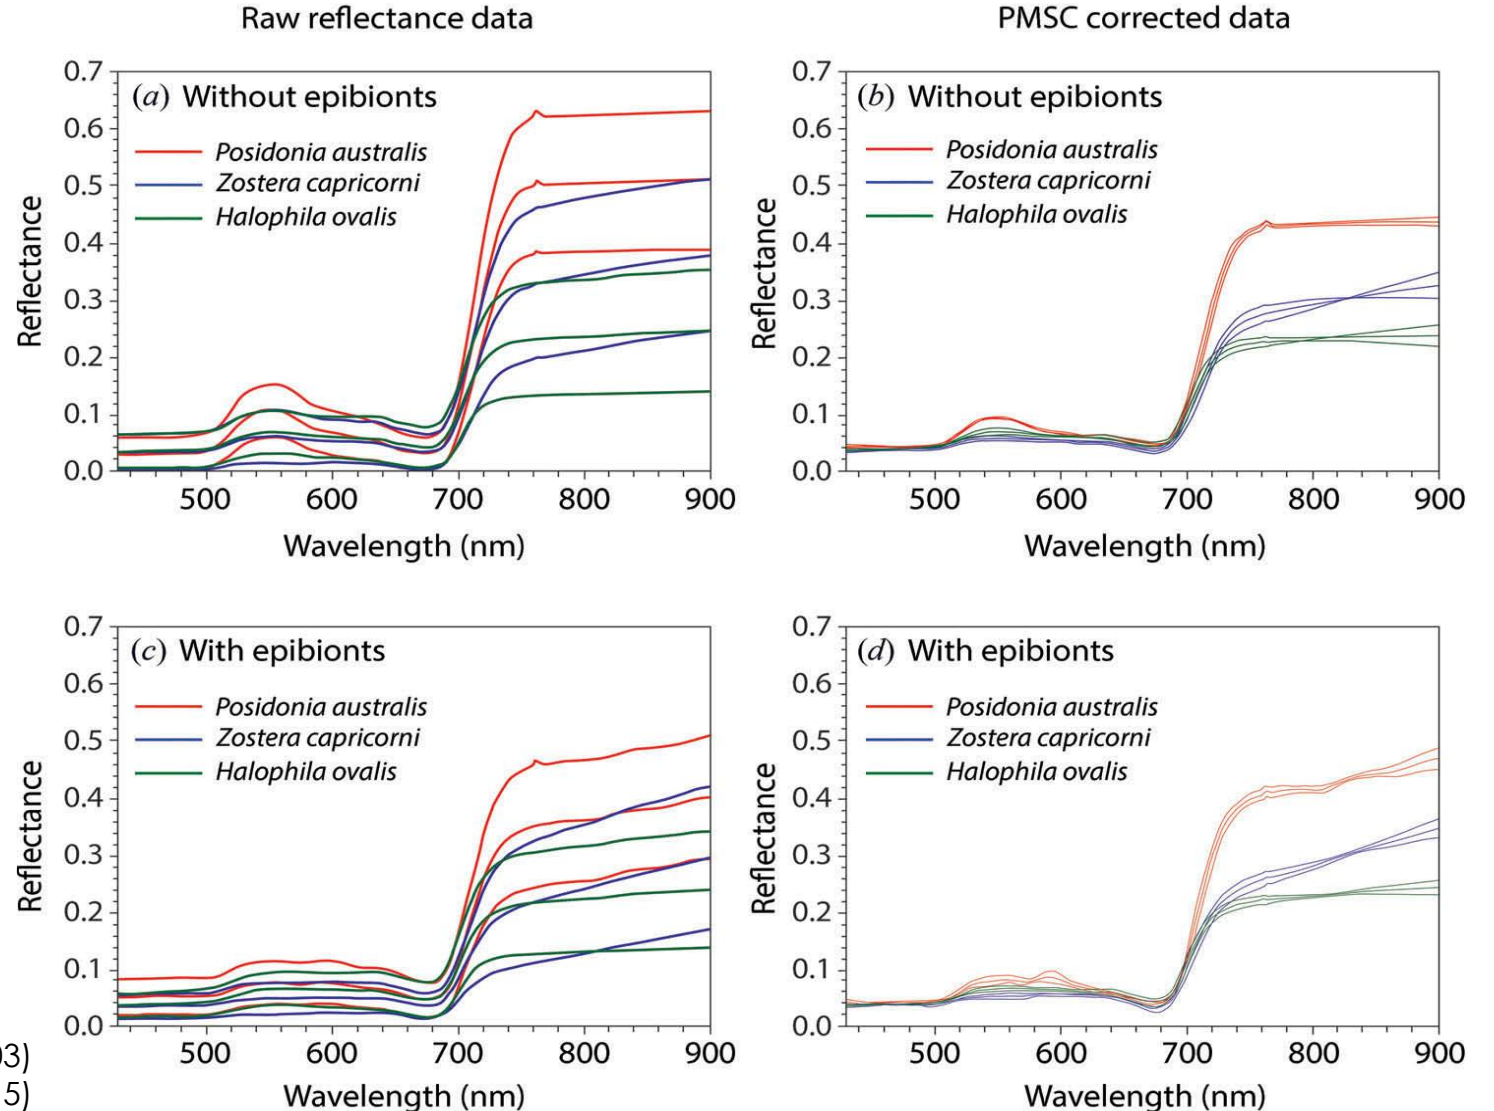 Raw reflectance data
PMSC corrected data
(a) Without epibionts
Posidonia australis
Zostera capricorni
Halophila ovalis
Reflectance
0.7
0.6
0.5
0.4
0.3
0.2
0.1
0.0
500 600 700 800 900
Wavelength (nm)
(b) Without epibionts
Posidonia australis
Zostera capricorni
Halophila ovalis
Reflectance
0.7
0.6
0.5
0.4
0.3
0.2
0.1
0.0
500 600 700 800 900
Wavelength (nm)
(c) With epibionts
Posidonia australis
Zostera capricorni
Halophila ovalis
Reflectance
0.7
0.6
0.5
0.4
0.3
0.2
0.1
0.0
500 600 700 800 900
Wavelength (nm)
(d) With epibionts
Posidonia australis
Zostera capricorni
Halophila ovalis
Reflectance
0.7
0.6
0.5
0.4
0.3
0.2
0.1
0.0
500 600 700 800 900
Wavelength (nm)
03)
5)